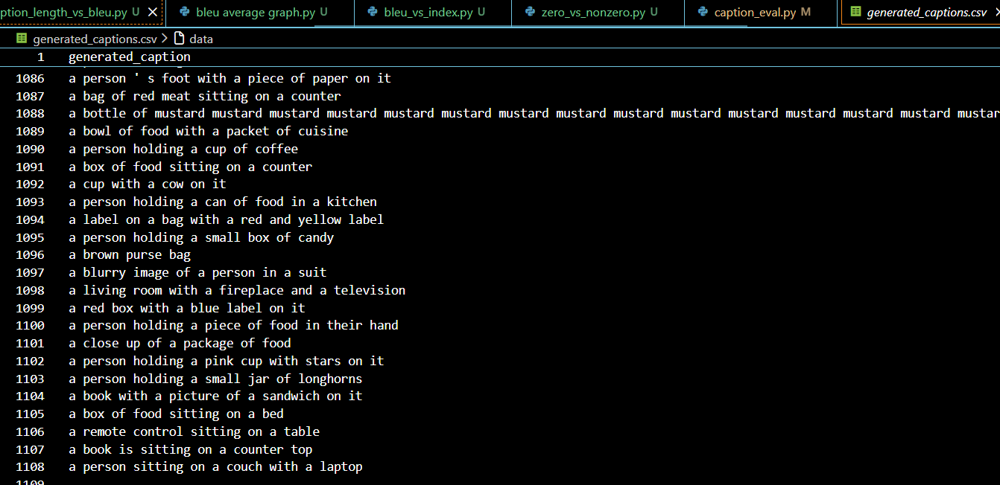 ption_length_vs_bleu.py U bleu average graph.py U bleu_vs_index.py U zero_vs_nonzero.py U caption_eval.py M generated_captions.csv
generated_captions.csv > data
1 generated_caption
1086 a person ' s foot with a piece of paper on it
1087 a bag of red meat sitting on a counter
1088 a bottle of mustard mustard mustard mustard mustard mustard mustard mustard mustard mustard mustard mustard mustard mustard mustar
1089 a bowl of food with a packet of cuisine
1090 a person holding a cup of coffee
1091 a box of food sitting on a counter
1092 a cup with a cow on it
1093 a person holding a can of food in a kitchen
1094 a label on a bag with a red and yellow label
1095 a person holding a small box of candy
1096 a brown purse bag
1097 a blurry image of a person in a suit
1098 a living room with a fireplace and a television
1099 a red box with a blue label on it
1100 a person holding a piece of food in their hand
1101 a close up of a package of food
1102 a person holding a pink cup with stars on it
1103 a person holding a small jar of longhorns
1104 a book with a picture of a sandwich on it
1105 a box of food sitting on a bed
1106 a remote control sitting on a table
1107 a book is sitting on a counter top
1108 a person sitting on a couch with a laptop
1109